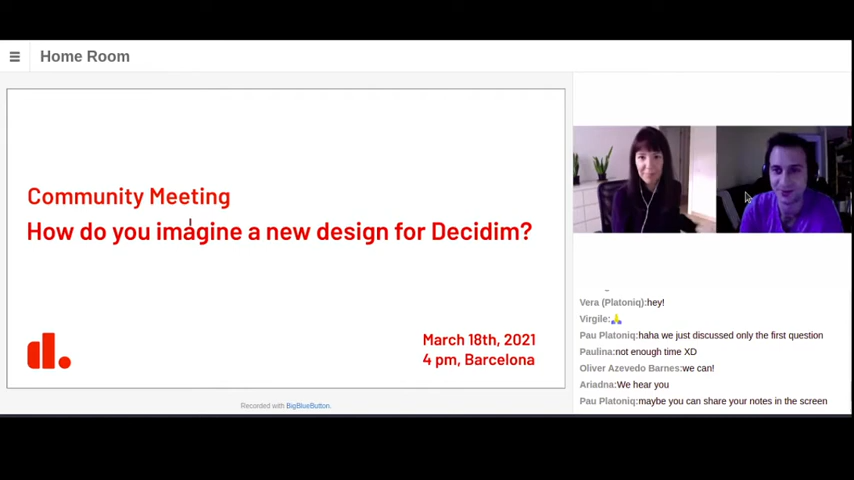 Home Room
Community Meeting
How do you imagine a new design for Decidim?
d.
March 18th, 2021
4 pm, Barcelona
Recorded with BigBlueButton.
Vera (Platoniq):hey!
Virgile:🙏
Pau Platoniq:haha we just discussed only the first question
Paulina:not enough time XD
Oliver Azevedo Barnes:we can!
Ariadna:We hear you
Pau Platoniq:maybe you can share your notes in the screen